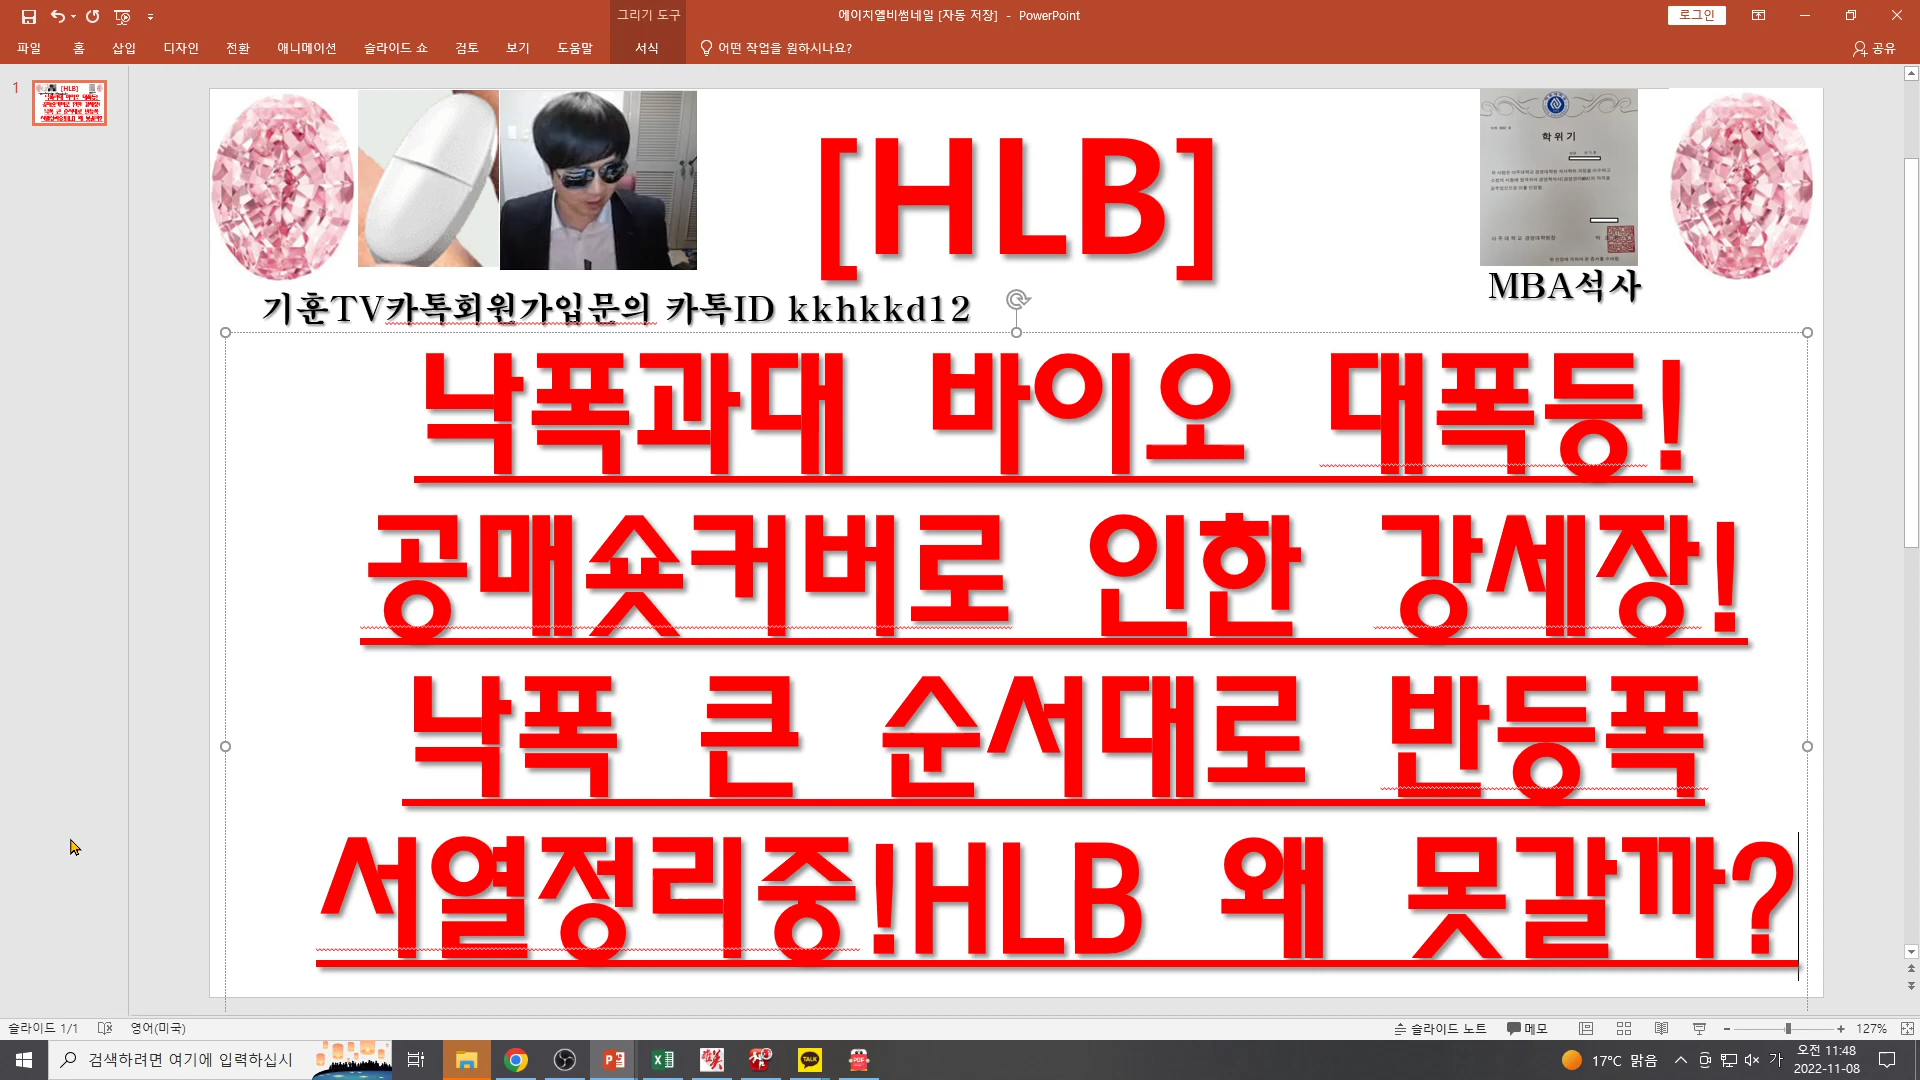 그리기 도구
에이치엘비썸네일 [자동 저장] - PowerPoint
로그인
파일 홈 삽입 디자인 전환 애니메이션 슬라이드 쇼 검토 보기 도움말 서식 어떤 작업을 원하시나요? 공유
1
[HLB]
학위기
MBA석사
기훈TV카톡회원가입문의 카톡ID kkhkkd12
낙폭과대 바이오 대폭등!
공매숏커버로 인한 강세장!
낙폭 큰 순서대로 반등폭
서열정리중!HLB 왜 못갈까?
슬라이드 1/1 영어(미국) 슬라이드 노트 메모 127%
검색하려면 여기에 입력하십시
17°C 맑음 가 오전 11:48
2022-11-08